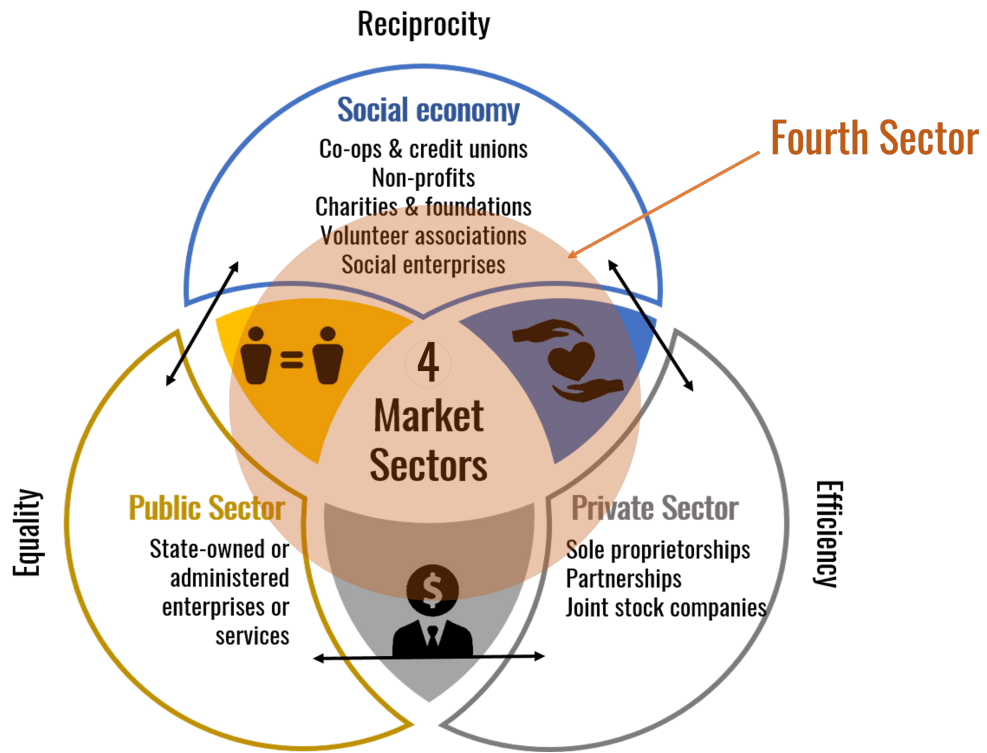 Reciprocity
Social economy
Co-ops & credit unions
Non-profits
Charities & foundations
Volunteer associations
Social enterprises
Fourth Sector
=
4
Market
Sectors
Equality
Public Sector
State-owned or
administered
enterprises or
services
Private Sector
Sole proprietorships
Partnerships
Joint stock companies
Efficiency
$